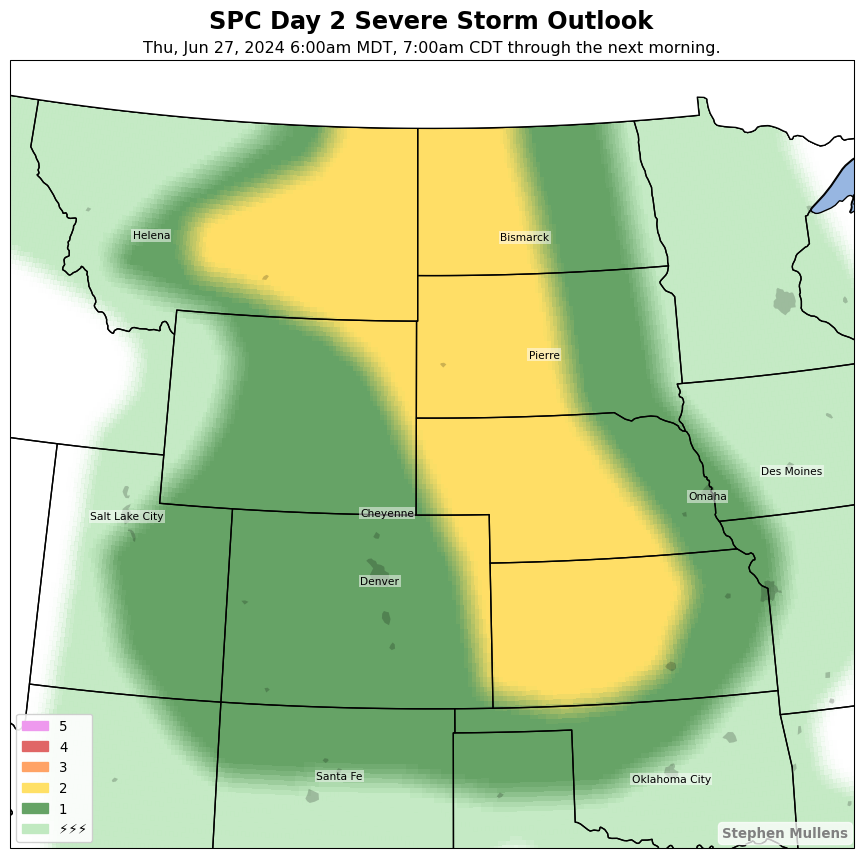 SPC Day 2 Severe Storm Outlook
Thu, Jun 27, 2024 6:00am MDT, 7:00am CDT through the next morning.
Helena
Bismarck
Pierre
Des Moines
Omaha
Salt Lake City
Cheyenne
Denver
Santa Fe
Oklahoma City
5
4
3
2
1
⚡⚡⚡
Stephen Mullens